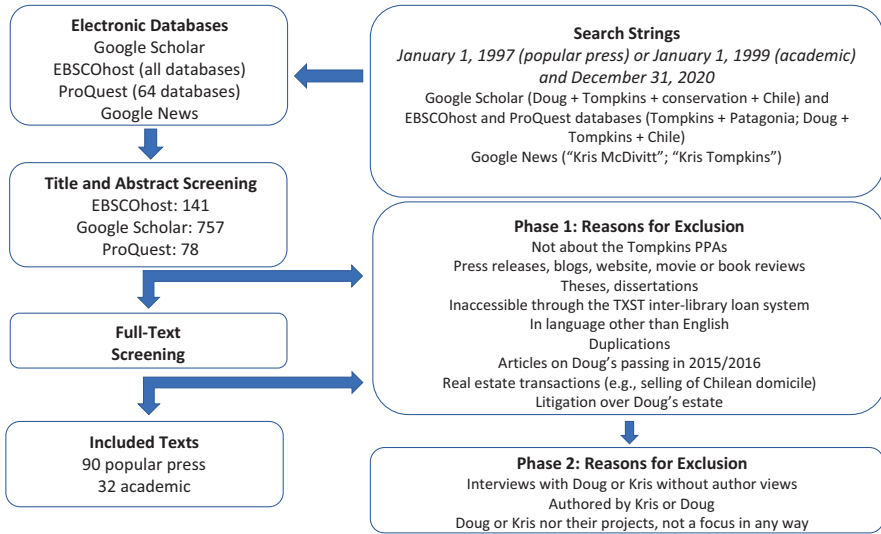 Electronic Databases
Google Scholar
EBSCOhost (all databases)
ProQuest (64 databases)
Google News
Search Strings
January 1, 1997 (popular press) or January 1, 1999 (academic)
and December 31, 2020
Google Scholar (Doug + Tompkins + conservation + Chile) and
EBSCOhost and ProQuest databases (Tompkins + Patagonia; Doug +
Tompkins + Chile)
Google News (“Kris McDivitt”; “Kris Tompkins”)
Title and Abstract Screening
EBSCOhost: 141
Google Scholar: 757
ProQuest: 78
Phase 1: Reasons for Exclusion
Not about the Tompkins PPAs
Press releases, blogs, website, movie or book reviews
Theses, dissertations
Inaccessible through the TXST inter-library loan system
In language other than English
Duplications
Articles on Doug’s passing in 2015/2016
Real estate transactions (e.g., selling of Chilean domicile)
Litigation over Doug’s estate
Full-Text
Screening
Included Texts
90 popular press
32 academic
Phase 2: Reasons for Exclusion
Interviews with Doug or Kris without author views
Authored by Kris or Doug
Doug or Kris nor their projects, not a focus in any way